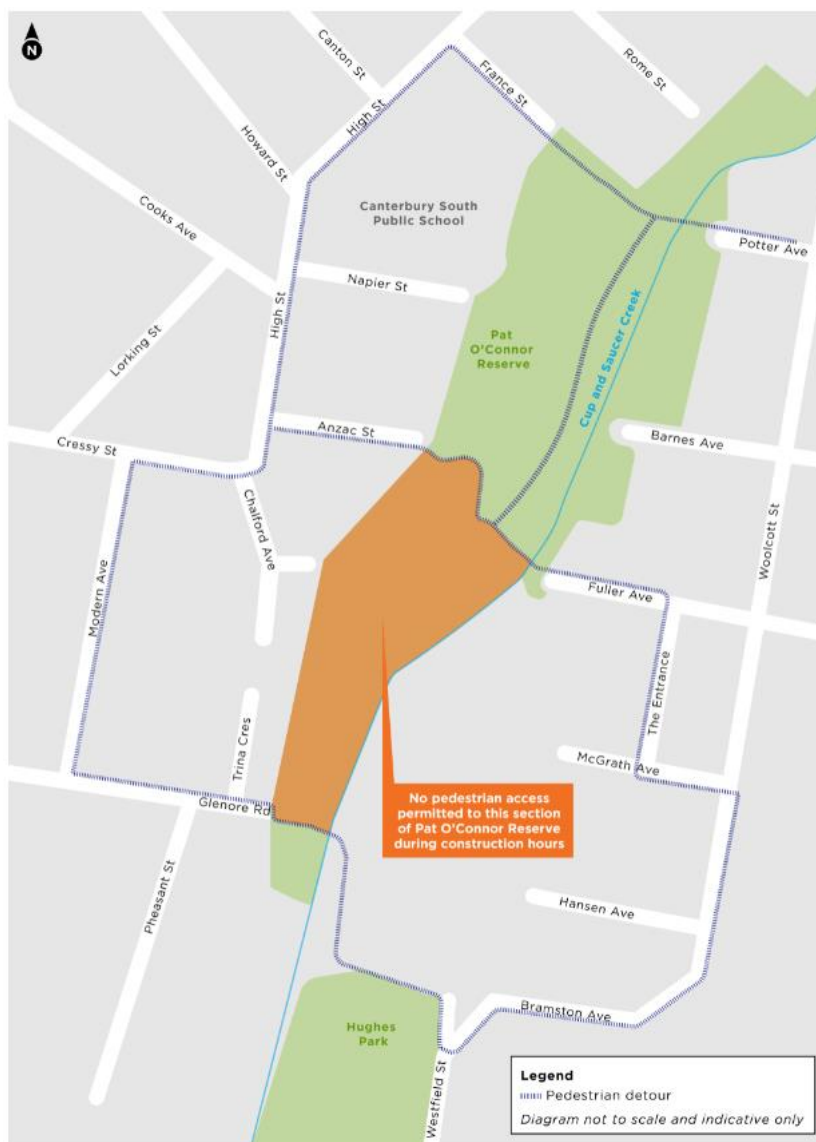 N
Canton St
France St
Rome St
High St
Howard St
Cooks Ave
Canterbury South
Public School
Potter Ave
Napier St
High St
Lorking St
Pat
O'Connor
Reserve
Cup and Saucer Creek
Anzac St
Barnes Ave
Cressy St
Chalford Ave
Woolcott St
Fuller Ave
Modern Ave
The Entrance
Trina Cres
McGrath Ave
Glenore Rd
No pedestrian access
permitted to this section
of Pat O'Connor Reserve
during construction hours
Pheasant St
Hansen Ave
Bramston Ave
Hughes
Park
Westfield St
Legend
Pedestrian detour
Diagram not to scale and indicative only